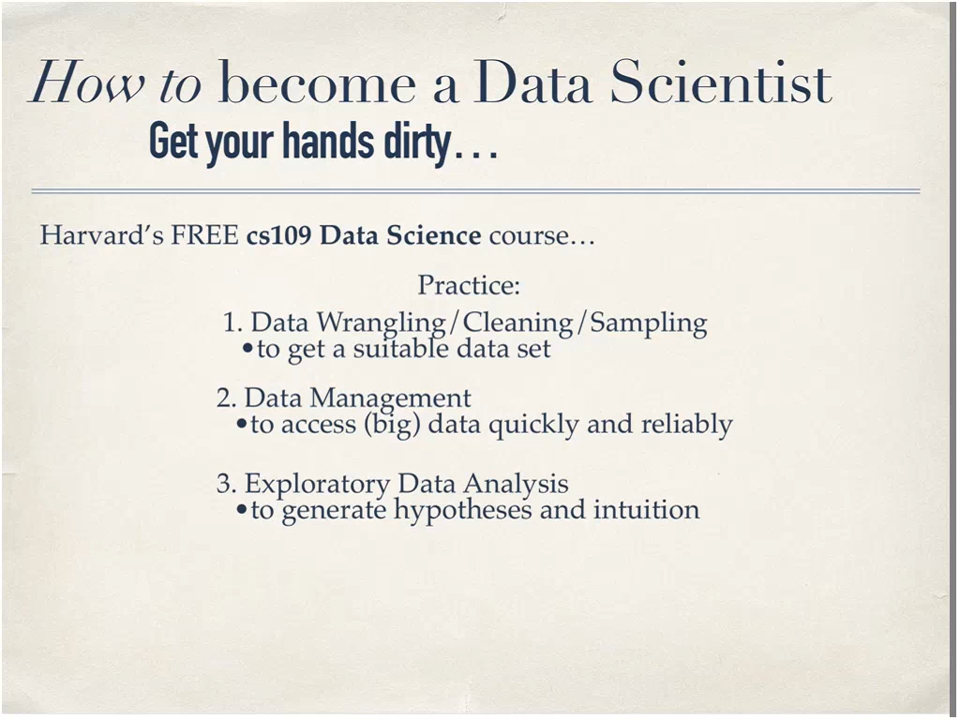 How to become a Data Scientist
Get your hands dirty...
Harvard's FREE cs109 Data Science course...
Practice:
1. Data Wrangling/Cleaning/Sampling
•to get a suitable data set
2. Data Management
•to access (big) data quickly and reliably
3. Exploratory Data Analysis
•to generate hypotheses and intuition